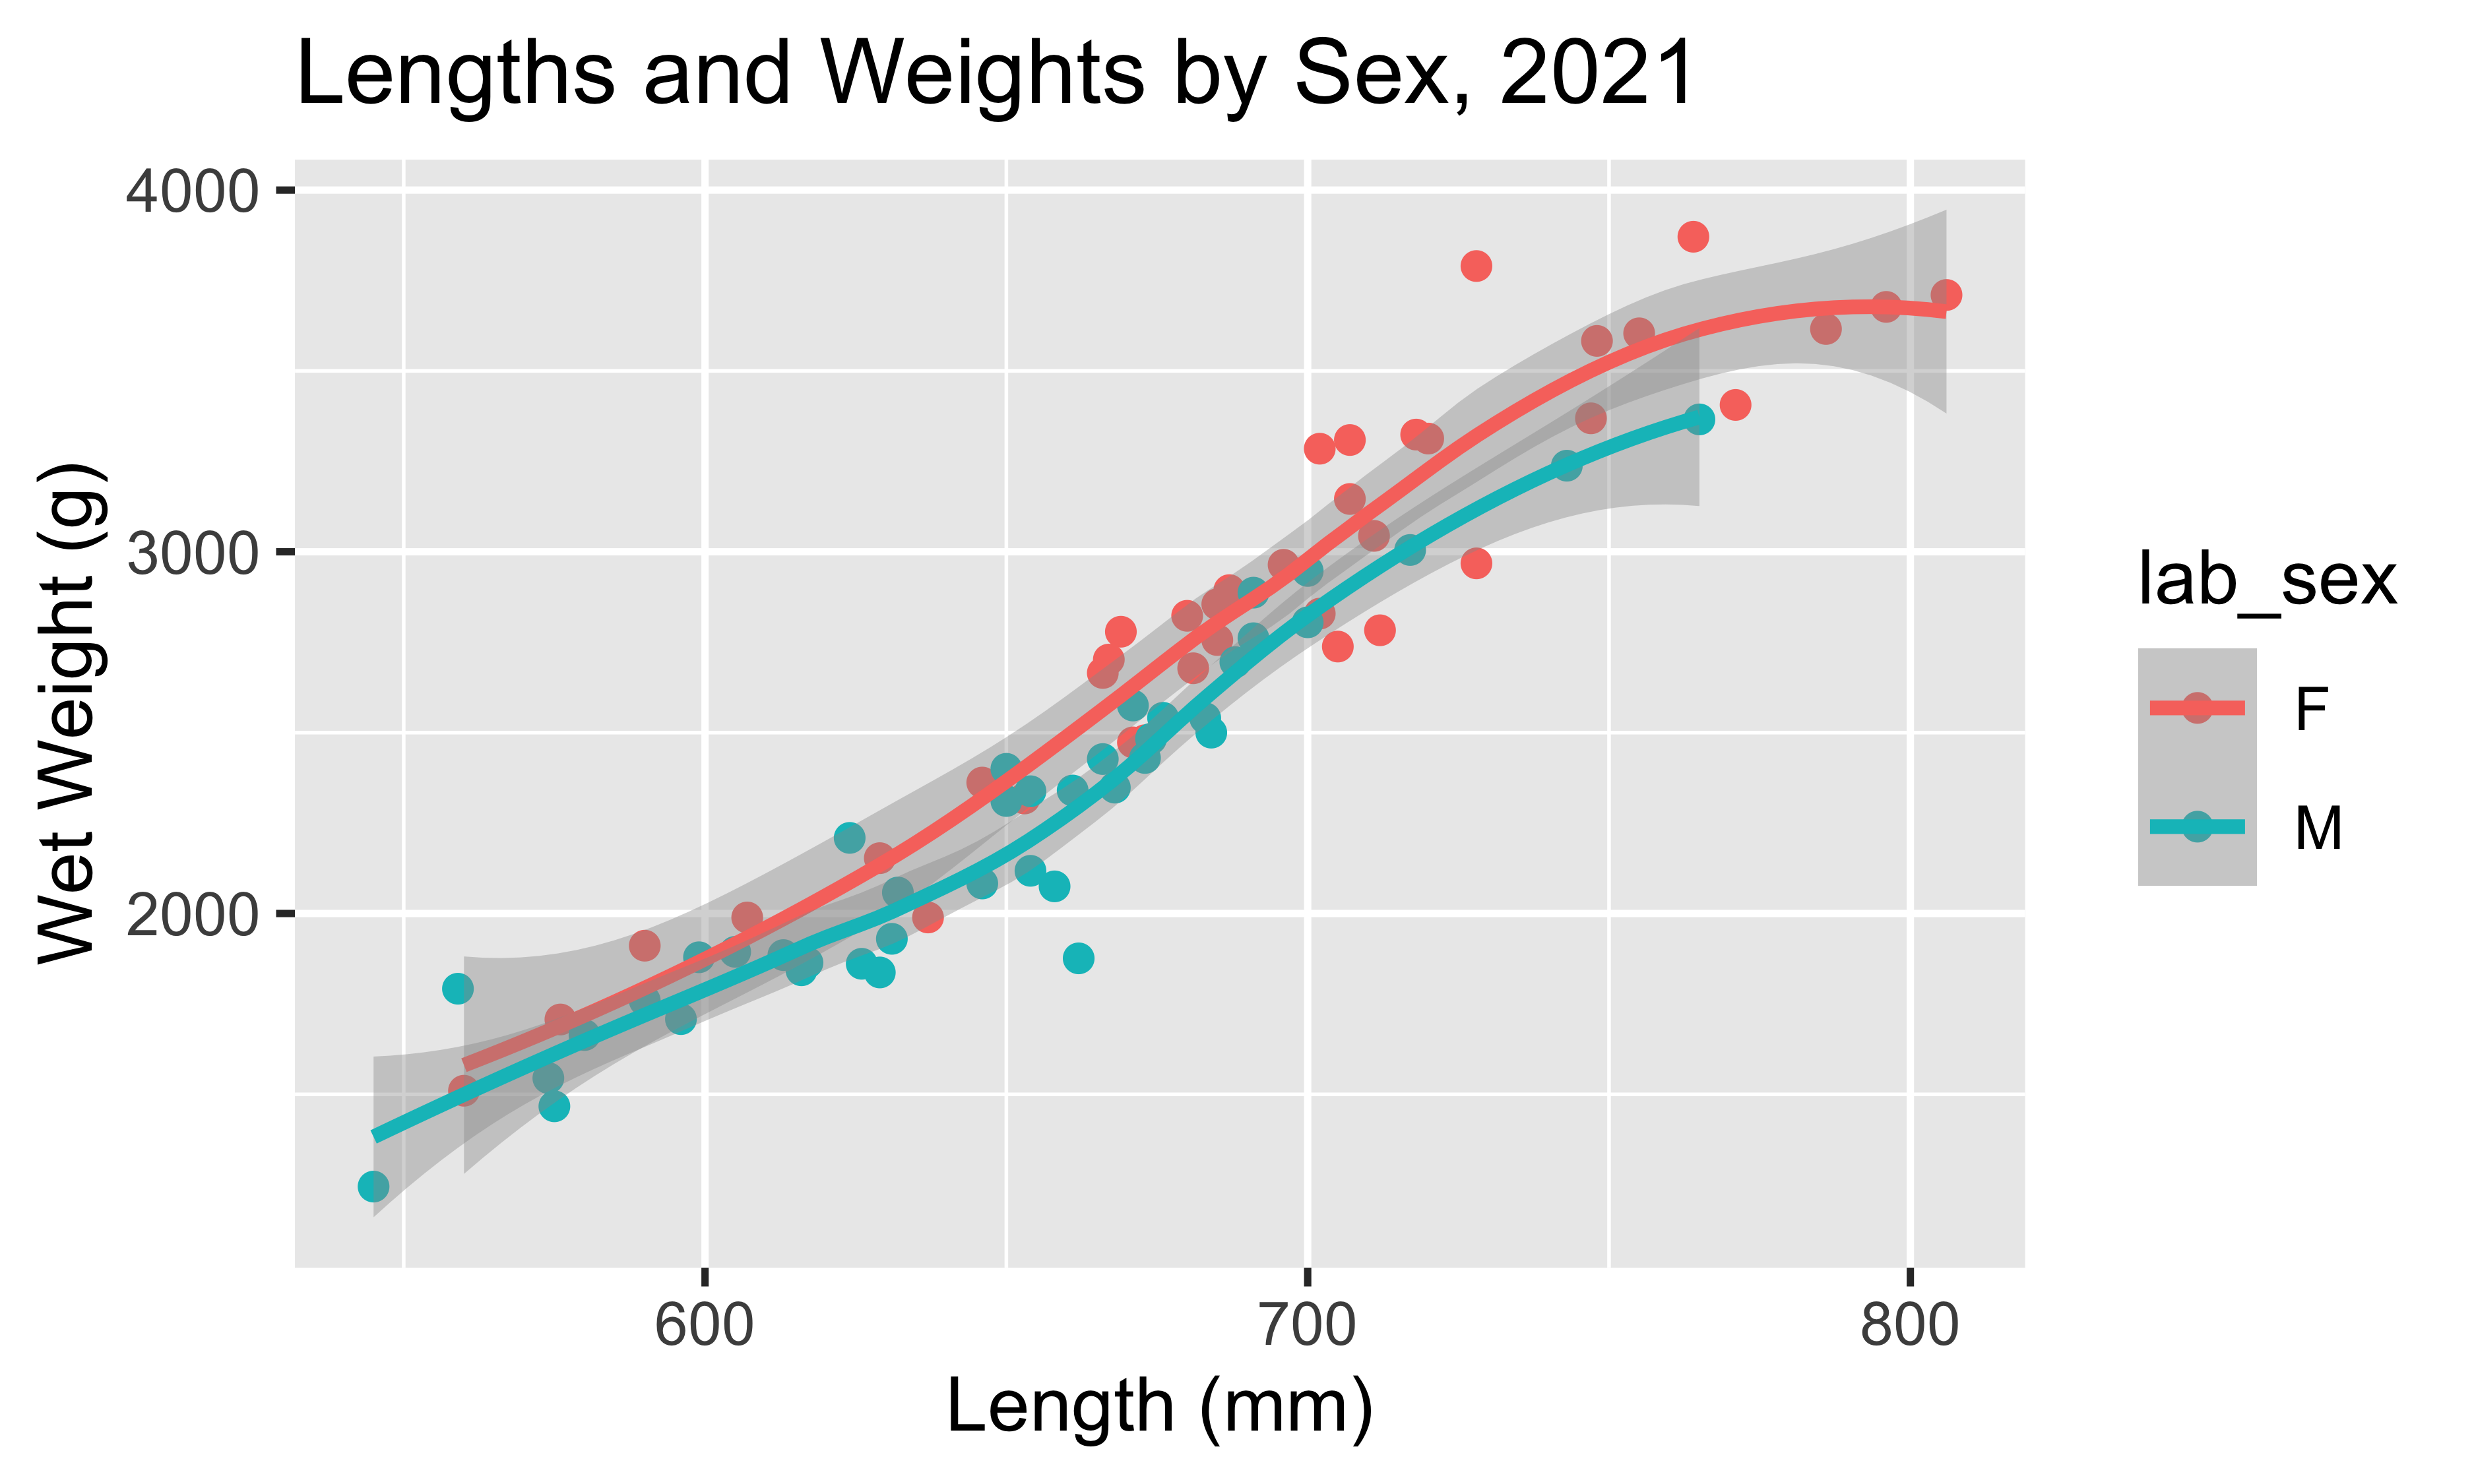 Lengths and Weights by Sex, 2021
4000
3000
2000
Wet Weight (g)
600 700 800
Length (mm)
lab_sex
F
M